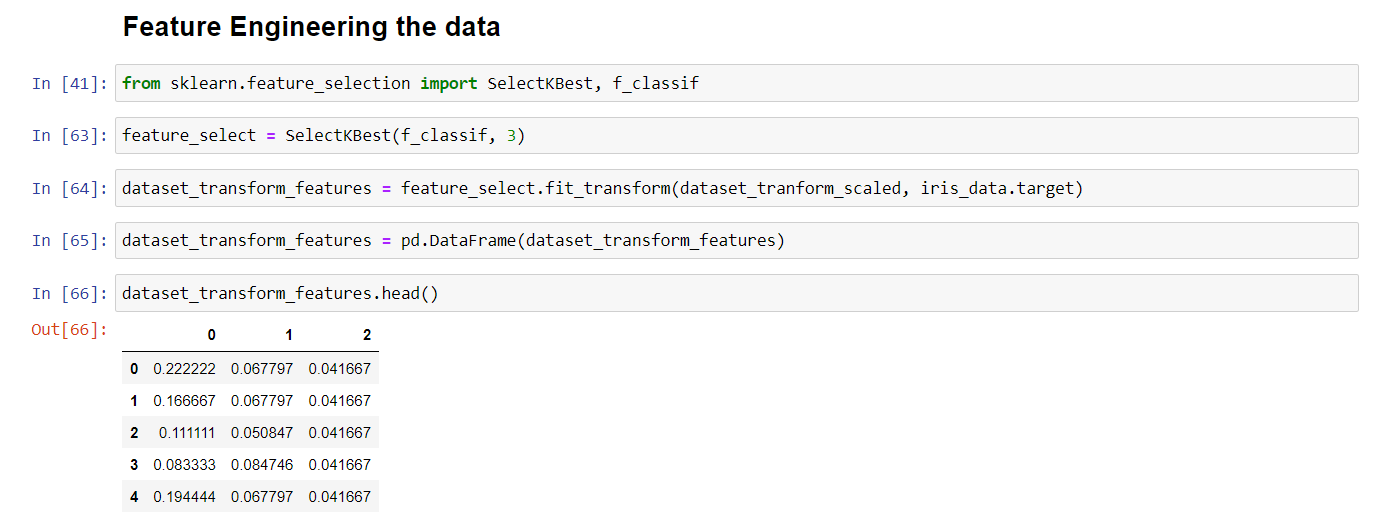 Feature Engineering the data
In [41]: from sklearn.feature_selection import SelectKBest, f_classif
In [63]: feature_select = SelectKBest(f_classif, 3)
In [64]: dataset_transform_features = feature_select.fit_transform(dataset_tranform_scaled, iris_data.target)
In [65]: dataset_transform_features = pd.DataFrame(dataset_transform_features)
In [66]: dataset_transform_features.head()
Out[66]:
0 1 2
0 0.222222 0.067797 0.041667
1 0.166667 0.067797 0.041667
2 0.111111 0.050847 0.041667
3 0.083333 0.084746 0.041667
4 0.194444 0.067797 0.041667